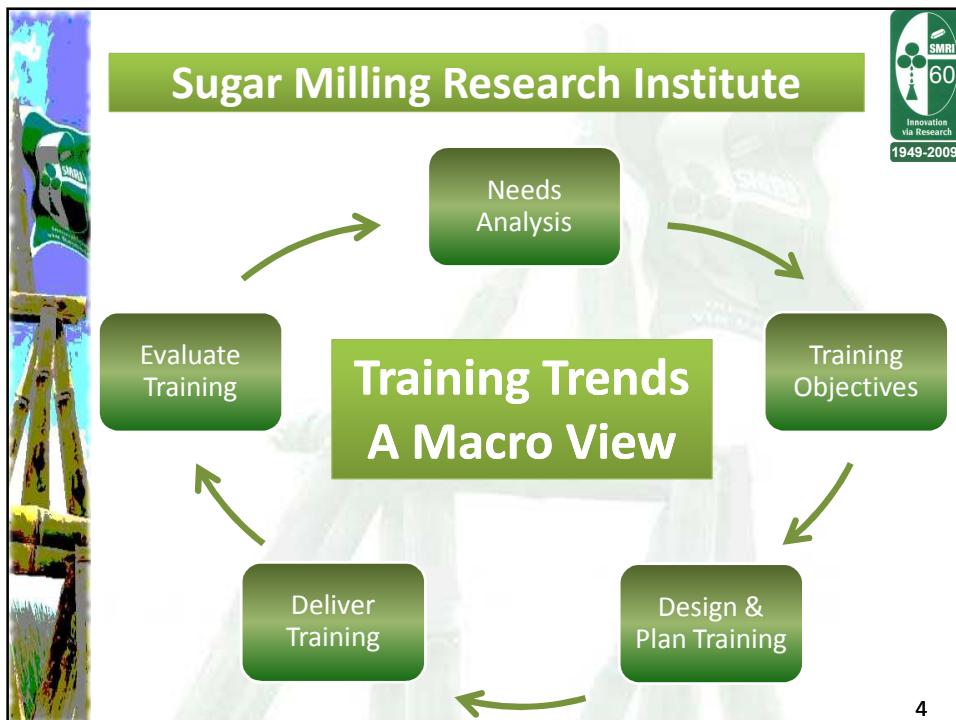 Sugar Milling Research Institute
SMRI
60
Innovation
via Research
1949-2009
SMRI
Needs
Analysis
Evaluate
Training
Training Trends
A Macro View
Training
Objectives
Deliver
Training
Design &
Plan Training
4